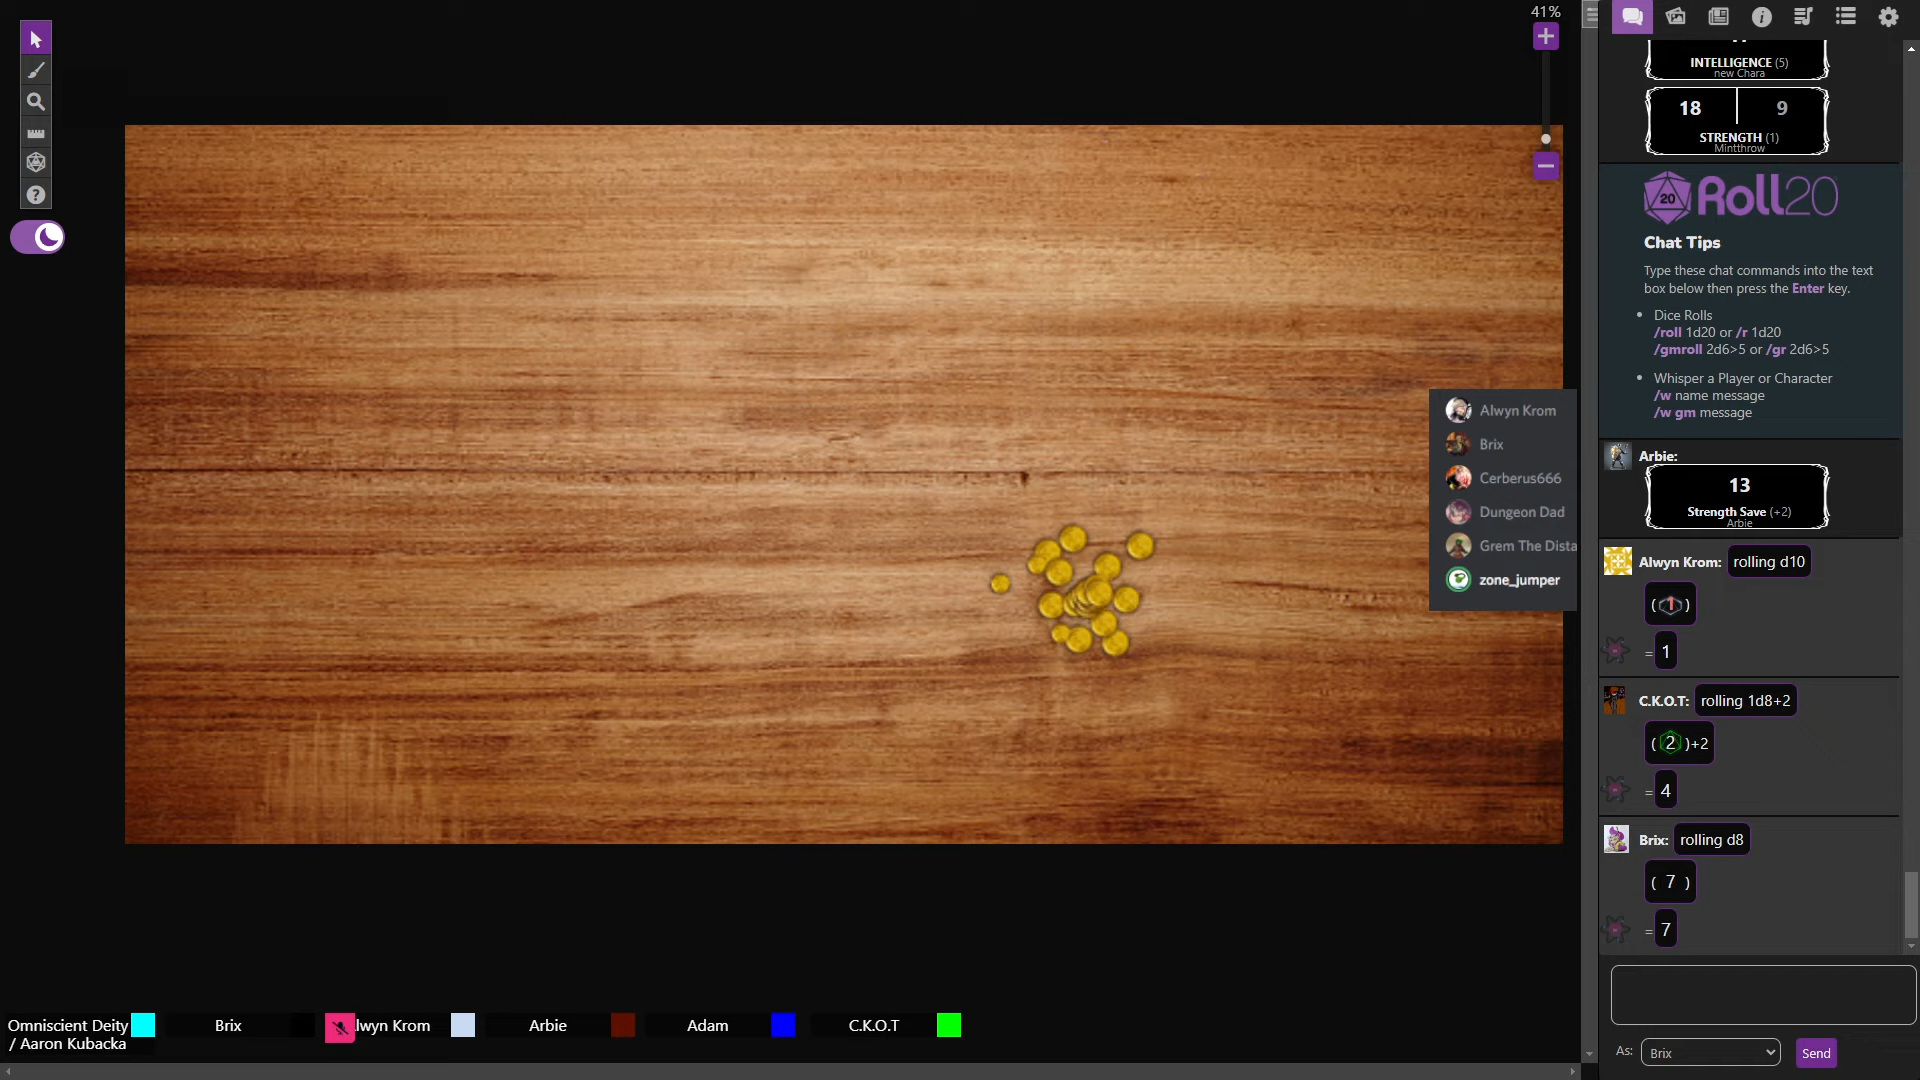 41%
INTELLIGENCE (5)
new Chara
18 9
STRENGTH (1)
Mintthrow
20 Roll20
Chat Tips
Type these chat commands into the text
box below then press the Enter key.
Dice Rolls
/roll 1d20 or /r 1d20
/gmroll 2d6>5 or /gr 2d6>5
Whisper a Player or Character
/w name message
/w gm message
Arbie:
13
Strength Save (+2)
Arbie
Alwyn Krom: rolling d10
(1)
=1
C.K.O.T: rolling 1d8+2
(2)+2
=4
Brix: rolling d8
(7)
=7
As: Brix Send
Alwyn Krom
Brix
Cerberus666
Dungeon Dad
Grem The Dista
zone_jumper
Omniscient Deity
/ Aaron Kubacka
Brix
lwyn Krom
Arbie
Adam
C.K.O.T